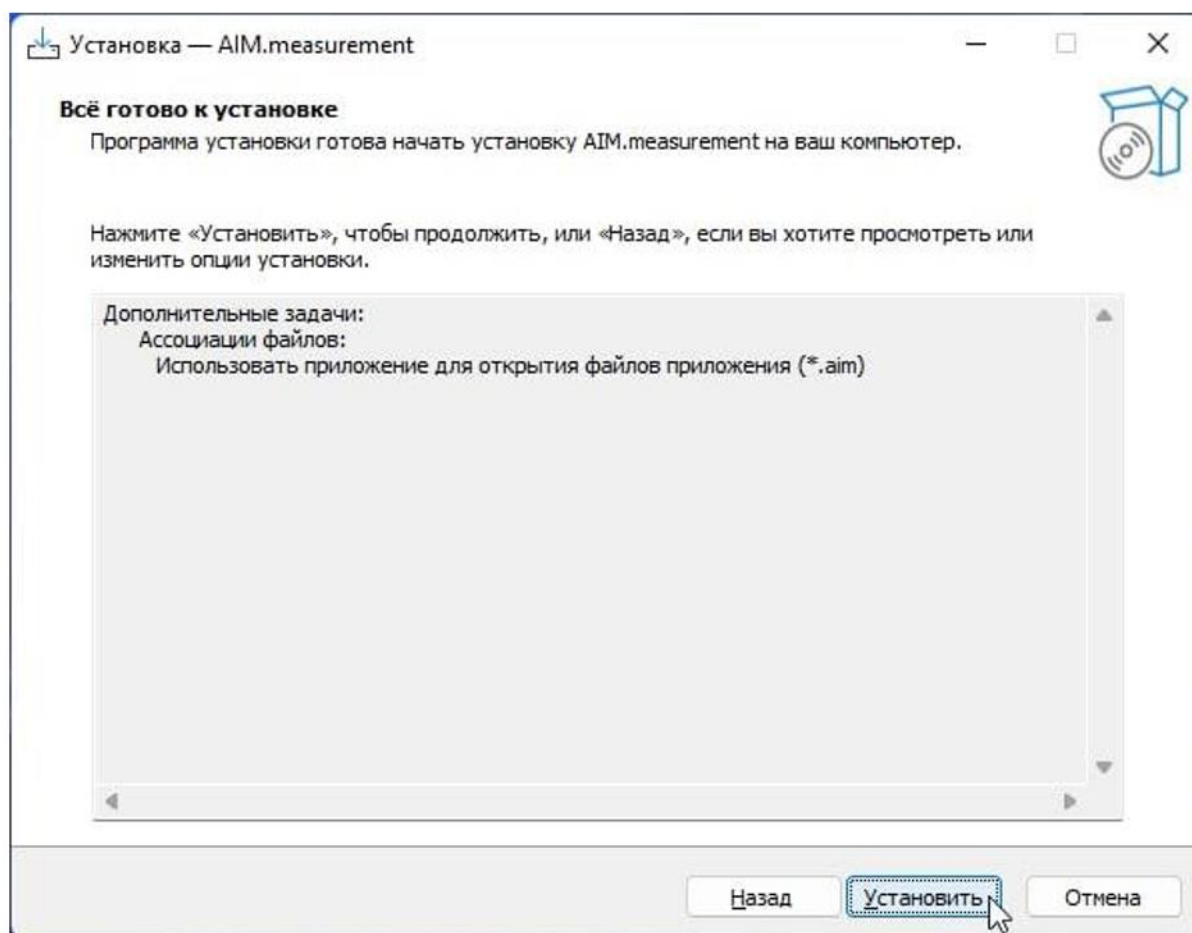 Установка — AIM.measurement
Всё готово к установке
Программа установки готова начать установку AIM.measurement на ваш компьютер.
Нажмите «Установить», чтобы продолжить, или «Назад», если вы хотите просмотреть или
изменить опции установки.
Дополнительные задачи:
Ассоциации файлов:
Использовать приложение для открытия файлов приложения (*.aim)
Назад
Установить
Отмена